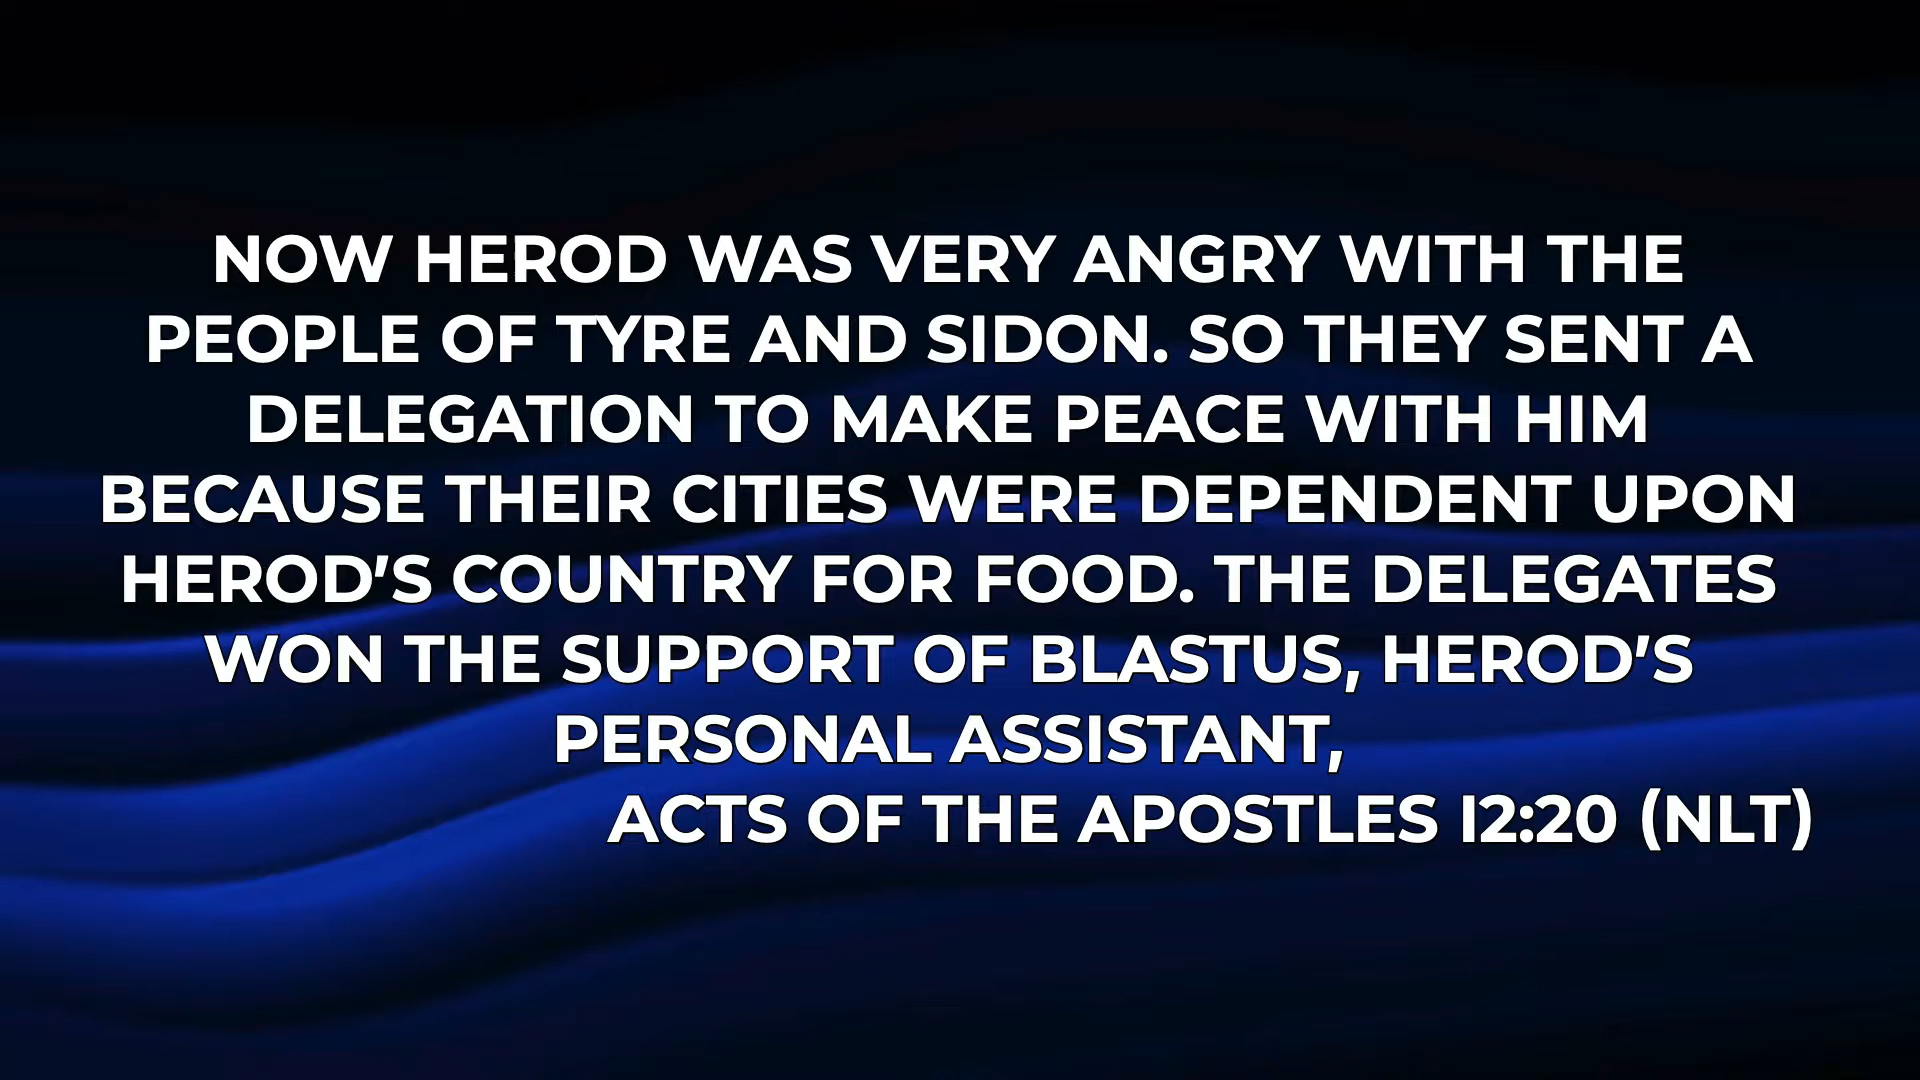 NOW HEROD WAS VERY ANGRY WITH THE
PEOPLE OF TYRE AND SIDON. SO THEY SENT A
DELEGATION TO MAKE PEACE WITH HIM
BECAUSE THEIR CITIES WERE DEPENDENT UPON
HEROD'S COUNTRY FOR FOOD. THE DELEGATES
WON THE SUPPORT OF BLASTUS, HEROD'S
PERSONAL ASSISTANT,
ACTS OF THE APOSTLES 12:20 (NLT)